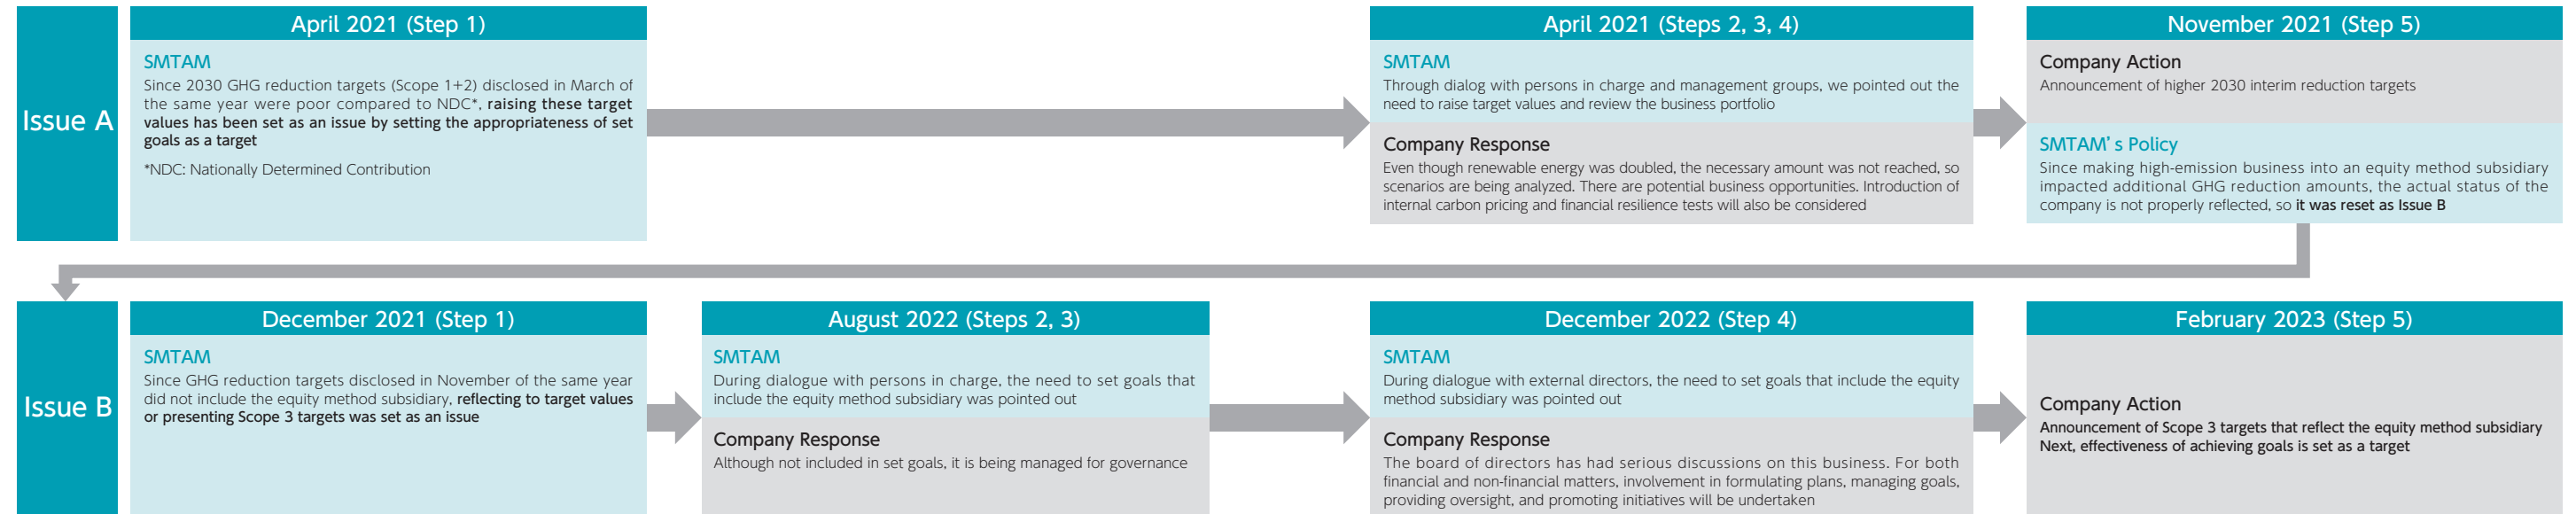 Issue A
April 2021 (Step 1)
SMTAM
Since 2030 GHG reduction targets (Scope 1+2) disclosed in March of
the same year were poor compared to NDC*, raising these target
values has been set as an issue by setting the appropriateness of set
goals as a target
*NDC: Nationally Determined Contribution
April 2021 (Steps 2, 3, 4)
SMTAM
Through dialog with persons in charge and management groups, we pointed out the
need to raise target values and review the business portfolio
Company Response
Even though renewable energy was doubled, the necessary amount was not reached, so
scenarios are being analyzed. There are potential business opportunities. Introduction of
internal carbon pricing and financial resilience tests will also be considered
November 2021 (Step 5)
Company Action
Announcement of higher 2030 interim reduction targets
SMTAM's Policy
Since making high-emission business into an equity method subsidiary
impacted additional GHG reduction amounts, the actual status of the
company is not properly reflected, so it was reset as Issue B
Issue B
December 2021 (Step 1)
SMTAM
Since GHG reduction targets disclosed in November of the same year
did not include the equity method subsidiary, reflecting to target values
or presenting Scope 3 targets was set as an issue
August 2022 (Steps 2, 3)
SMTAM
During dialogue with persons in charge, the need to set goals that
include the equity method subsidiary was pointed out
Company Response
Although not included in set goals, it is being managed for governance
December 2022 (Step 4)
SMTAM
During dialogue with external directors, the need to set goals that include the equity
method subsidiary was pointed out
Company Response
The board of directors has had serious discussions on this business. For both
financial and non-financial matters, involvement in formulating plans, managing goals,
providing oversight, and promoting initiatives will be undertaken
February 2023 (Step 5)
Company Action
Announcement of Scope 3 targets that reflect the equity method subsidiary
Next, effectiveness of achieving goals is set as a target